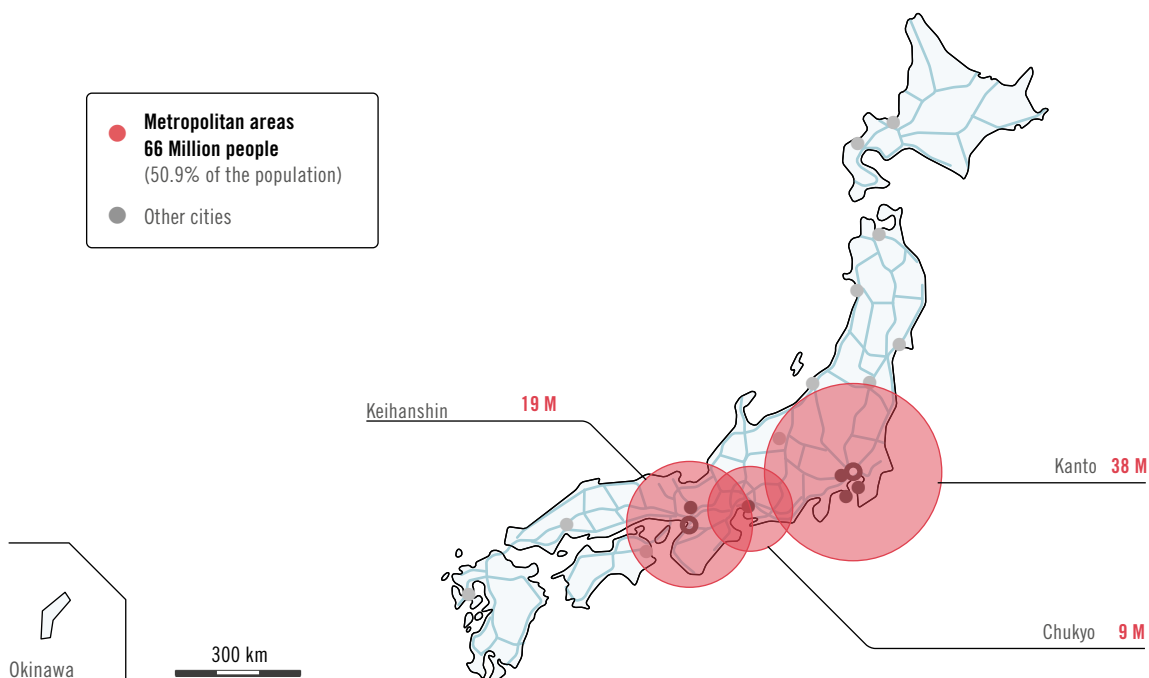 Metropolitan areas
66 Million people
(50.9% of the population)
Other cities
Keihanshin 19 M
Kanto 38 M
Chukyo 9 M
300 km
Okinawa